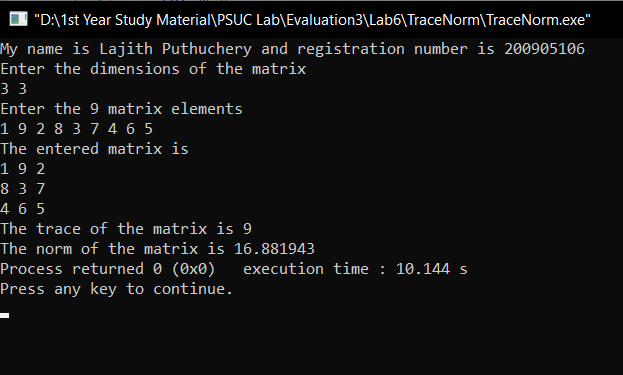 "D:\1st Year Study Material\PSUC Lab\Evaluation3\Lab6\TraceNorm\TraceNorm.exe"
My name is Lajith Puthuchery and registration number is 200905106
Enter the dimensions of the matrix
3 3
Enter the 9 matrix elements
1 9 2 8 3 7 4 6 5
The entered matrix is
1 9 2
8 3 7
4 6 5
The trace of the matrix is 9
The norm of the matrix is 16.881943
Process returned 0 (0x0)   execution time : 10.144 s
Press any key to continue.